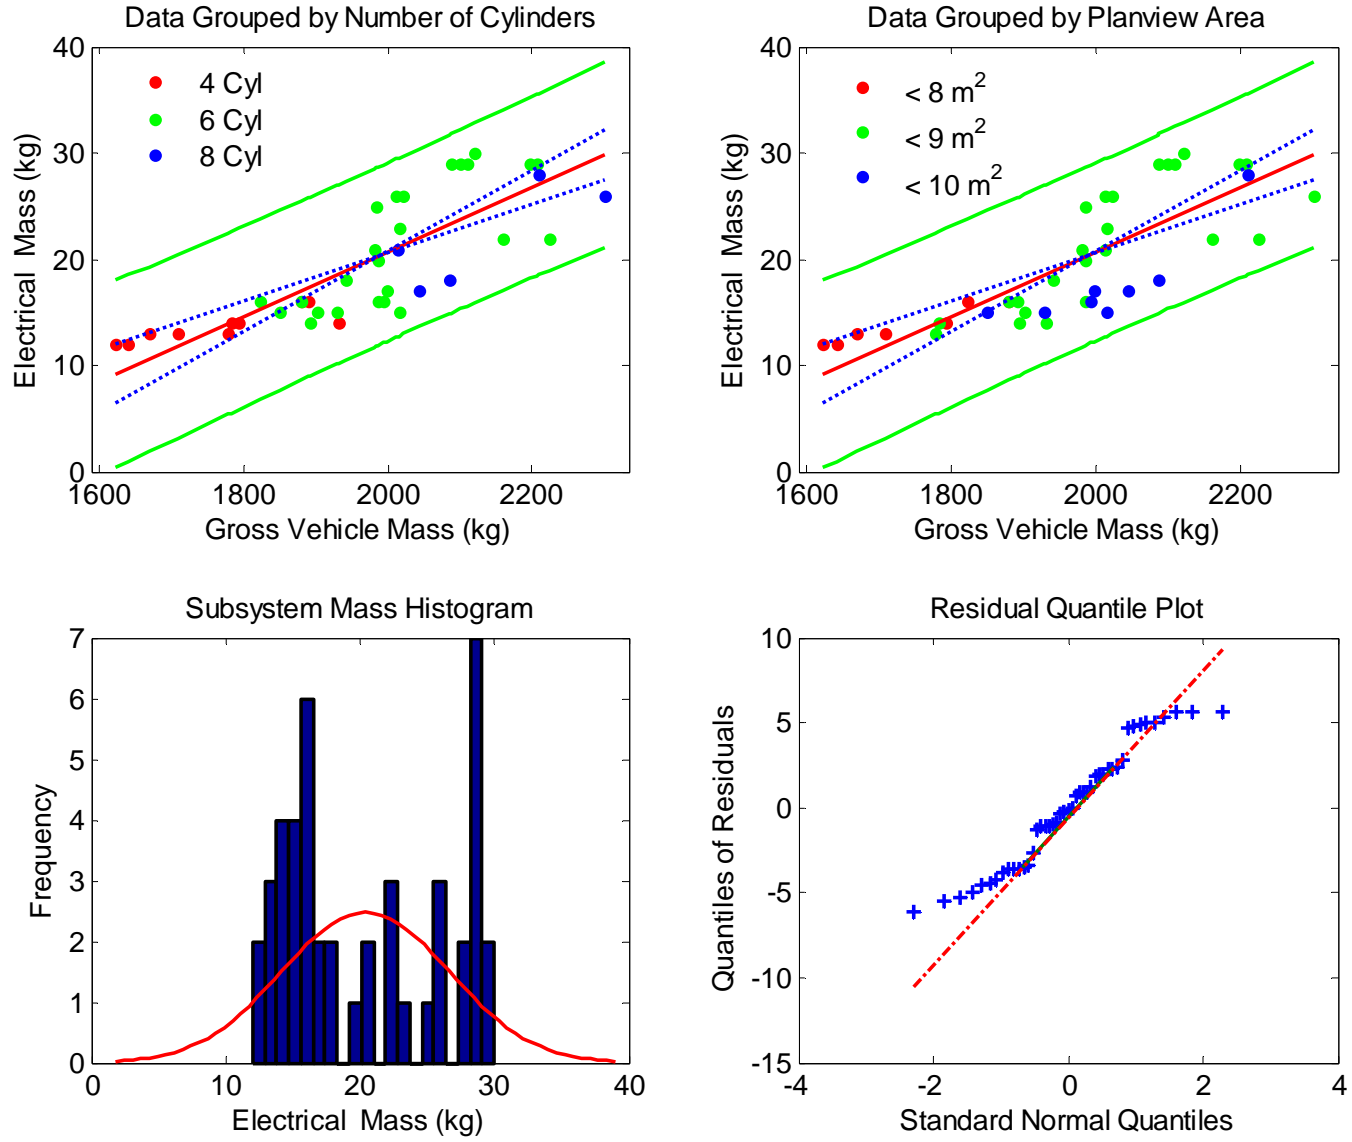 Data Grouped by Number of Cylinders
40
30
20
10
0
Electrical Mass (kg)
4 Cyl
6 Cyl
8 Cyl
1600 1800 2000 2200
Gross Vehicle Mass (kg)
Data Grouped by Planview Area
40
30
20
10
0
Electrical Mass (kg)
< 8 m²
< 9 m²
< 10 m²
1600 1800 2000 2200
Gross Vehicle Mass (kg)
Subsystem Mass Histogram
7
6
5
4
3
2
1
0
Frequency
0 10 20 30 40
Electrical Mass (kg)
Residual Quantile Plot
10
5
0
-5
-10
-15
Quantiles of Residuals
-4 -2 0 2 4
Standard Normal Quantiles